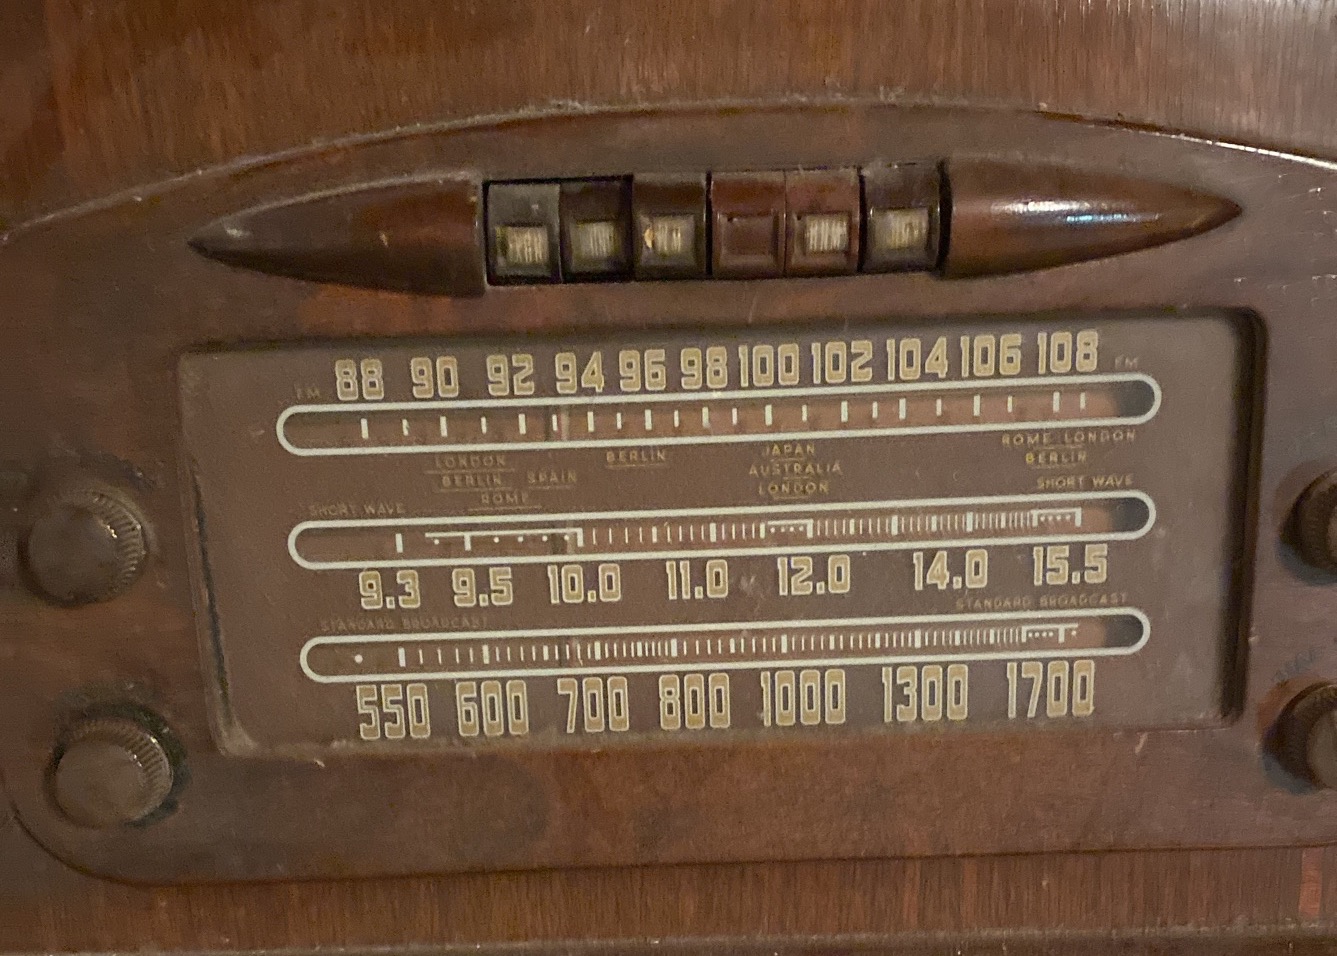 FM 88 90 92 94 96 98 100 102 104 106 108 FM
LONDON
BERLIN SPAIN
ROME
BERLIN
JAPAN
AUSTRALIA
LONDON
ROME LONDON
BERLIN
SHORT WAVE SHORT WAVE
9.3 9.5 10.0 11.0 12.0 14.0 15.5
STANDARD BROADCAST STANDARD BROADCAST
550 600 700 800 1000 1300 1700